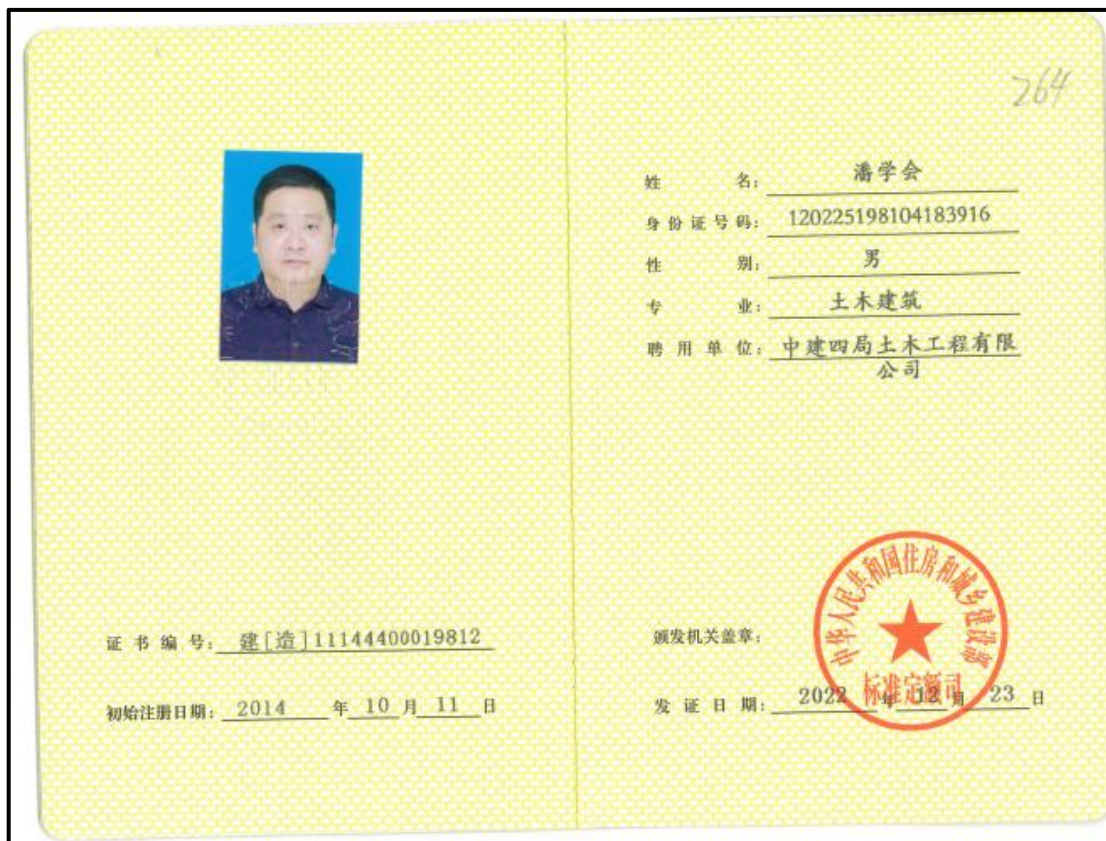 264
姓 名: 潘学会
身份证号码: 120225198104183916
性 别: 男
专 业: 土木建筑
聘用单位: 中建四局土木工程有限
公司
证书编号: 建[造]11144400019812
初始注册日期: 2014 年 10 月 11 日
中华人民共和国住房和城乡建设部
标准定额司
颁发机关盖章:
发证日期: 2022 年 12 月 23 日